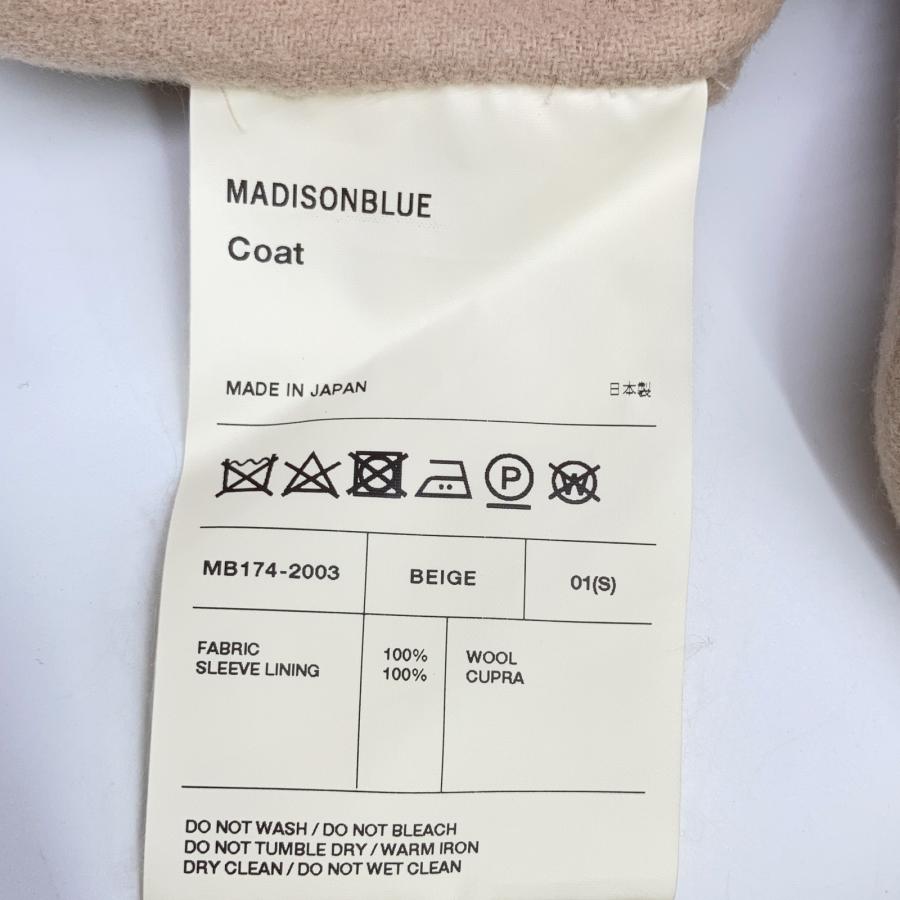 MADISONBLUE
Coat
MADE IN JAPAN 日本製
P W
MB174-2003 BEIGE 01(S)
FABRIC 100% WOOL
SLEEVE LINING 100% CUPRA
DO NOT WASH / DO NOT BLEACH
DO NOT TUMBLE DRY / WARM IRON
DRY CLEAN / DO NOT WET CLEAN